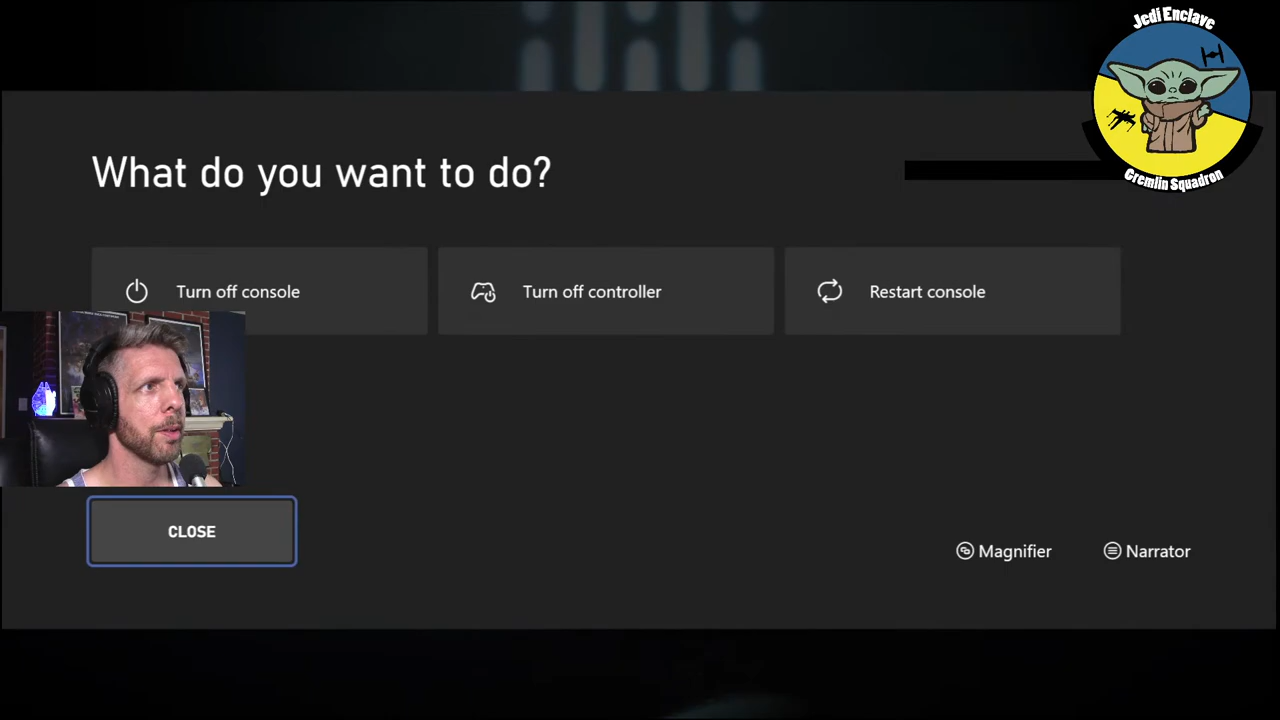 Jedi Enclave
Gremlin Squadron
What do you want to do?
Turn off console
Turn off controller
Restart console
CLOSE
Magnifier
Narrator